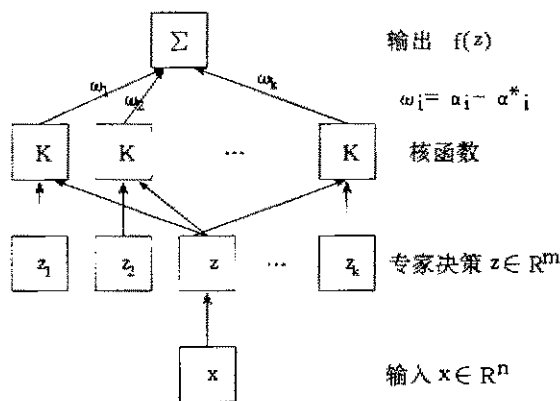 Σ 输出 f(z)
ω1 ω2 ωk ωi = αi − α*i
K K ... K 核函数
z1 z2 z ... zk 专家决策 z ∈ R^m
x 输入 x ∈ R^n